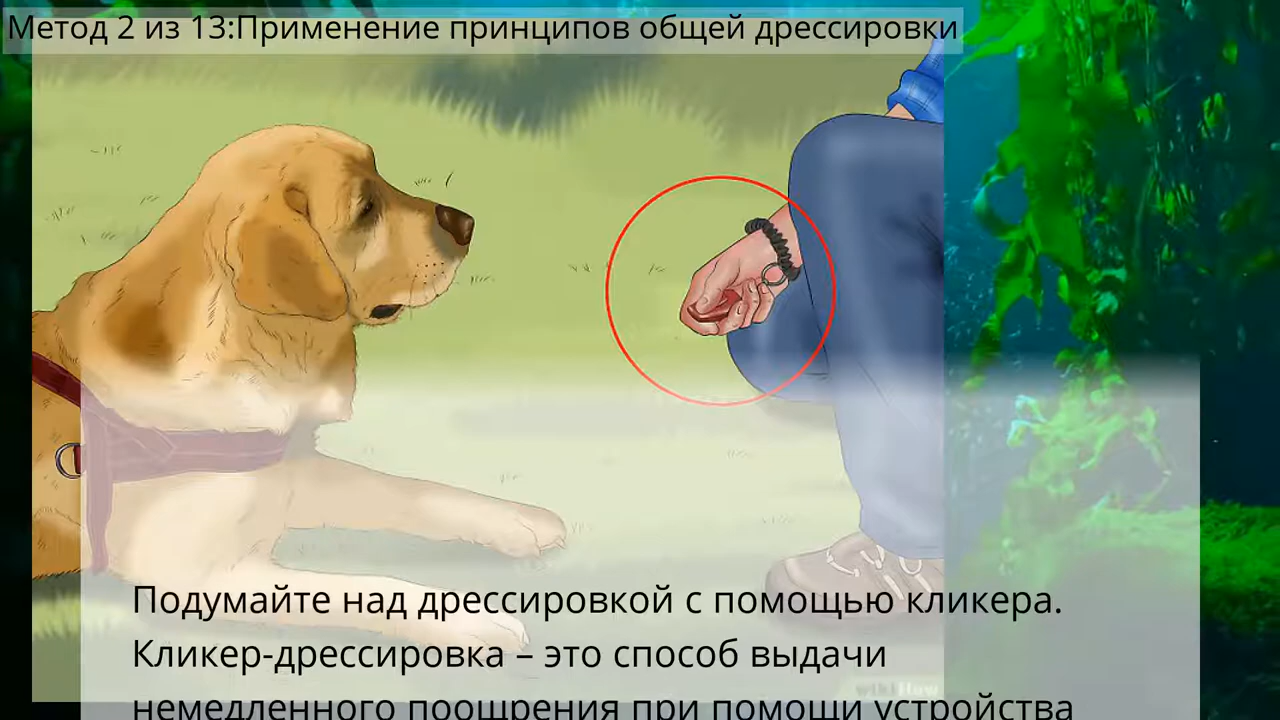 Метод 2 из 13:Применение принципов общей дрессировки
Подумайте над дрессировкой с помощью кликера.
Кликер-дрессировка – это способ выдачи
немедленного поощрения при помощи устройства
wikiHow